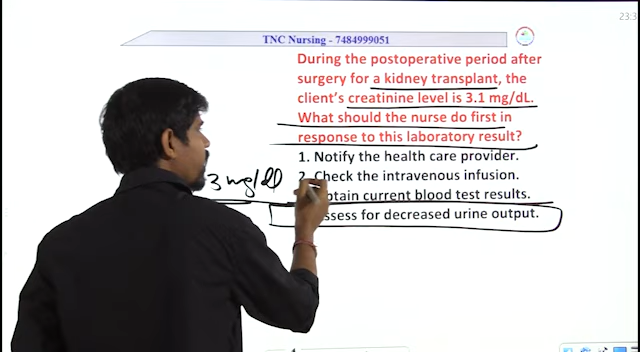 23:3
TNC Nursing - 7484999051
During the postoperative period after
surgery for a kidney transplant, the
client's creatinine level is 3.1 mg/dL.
What should the nurse do first in
response to this laboratory result?
1. Notify the health care provider.
3 mg/dl 2. Check the intravenous infusion.
btain current blood test results.
ssess for decreased urine output.